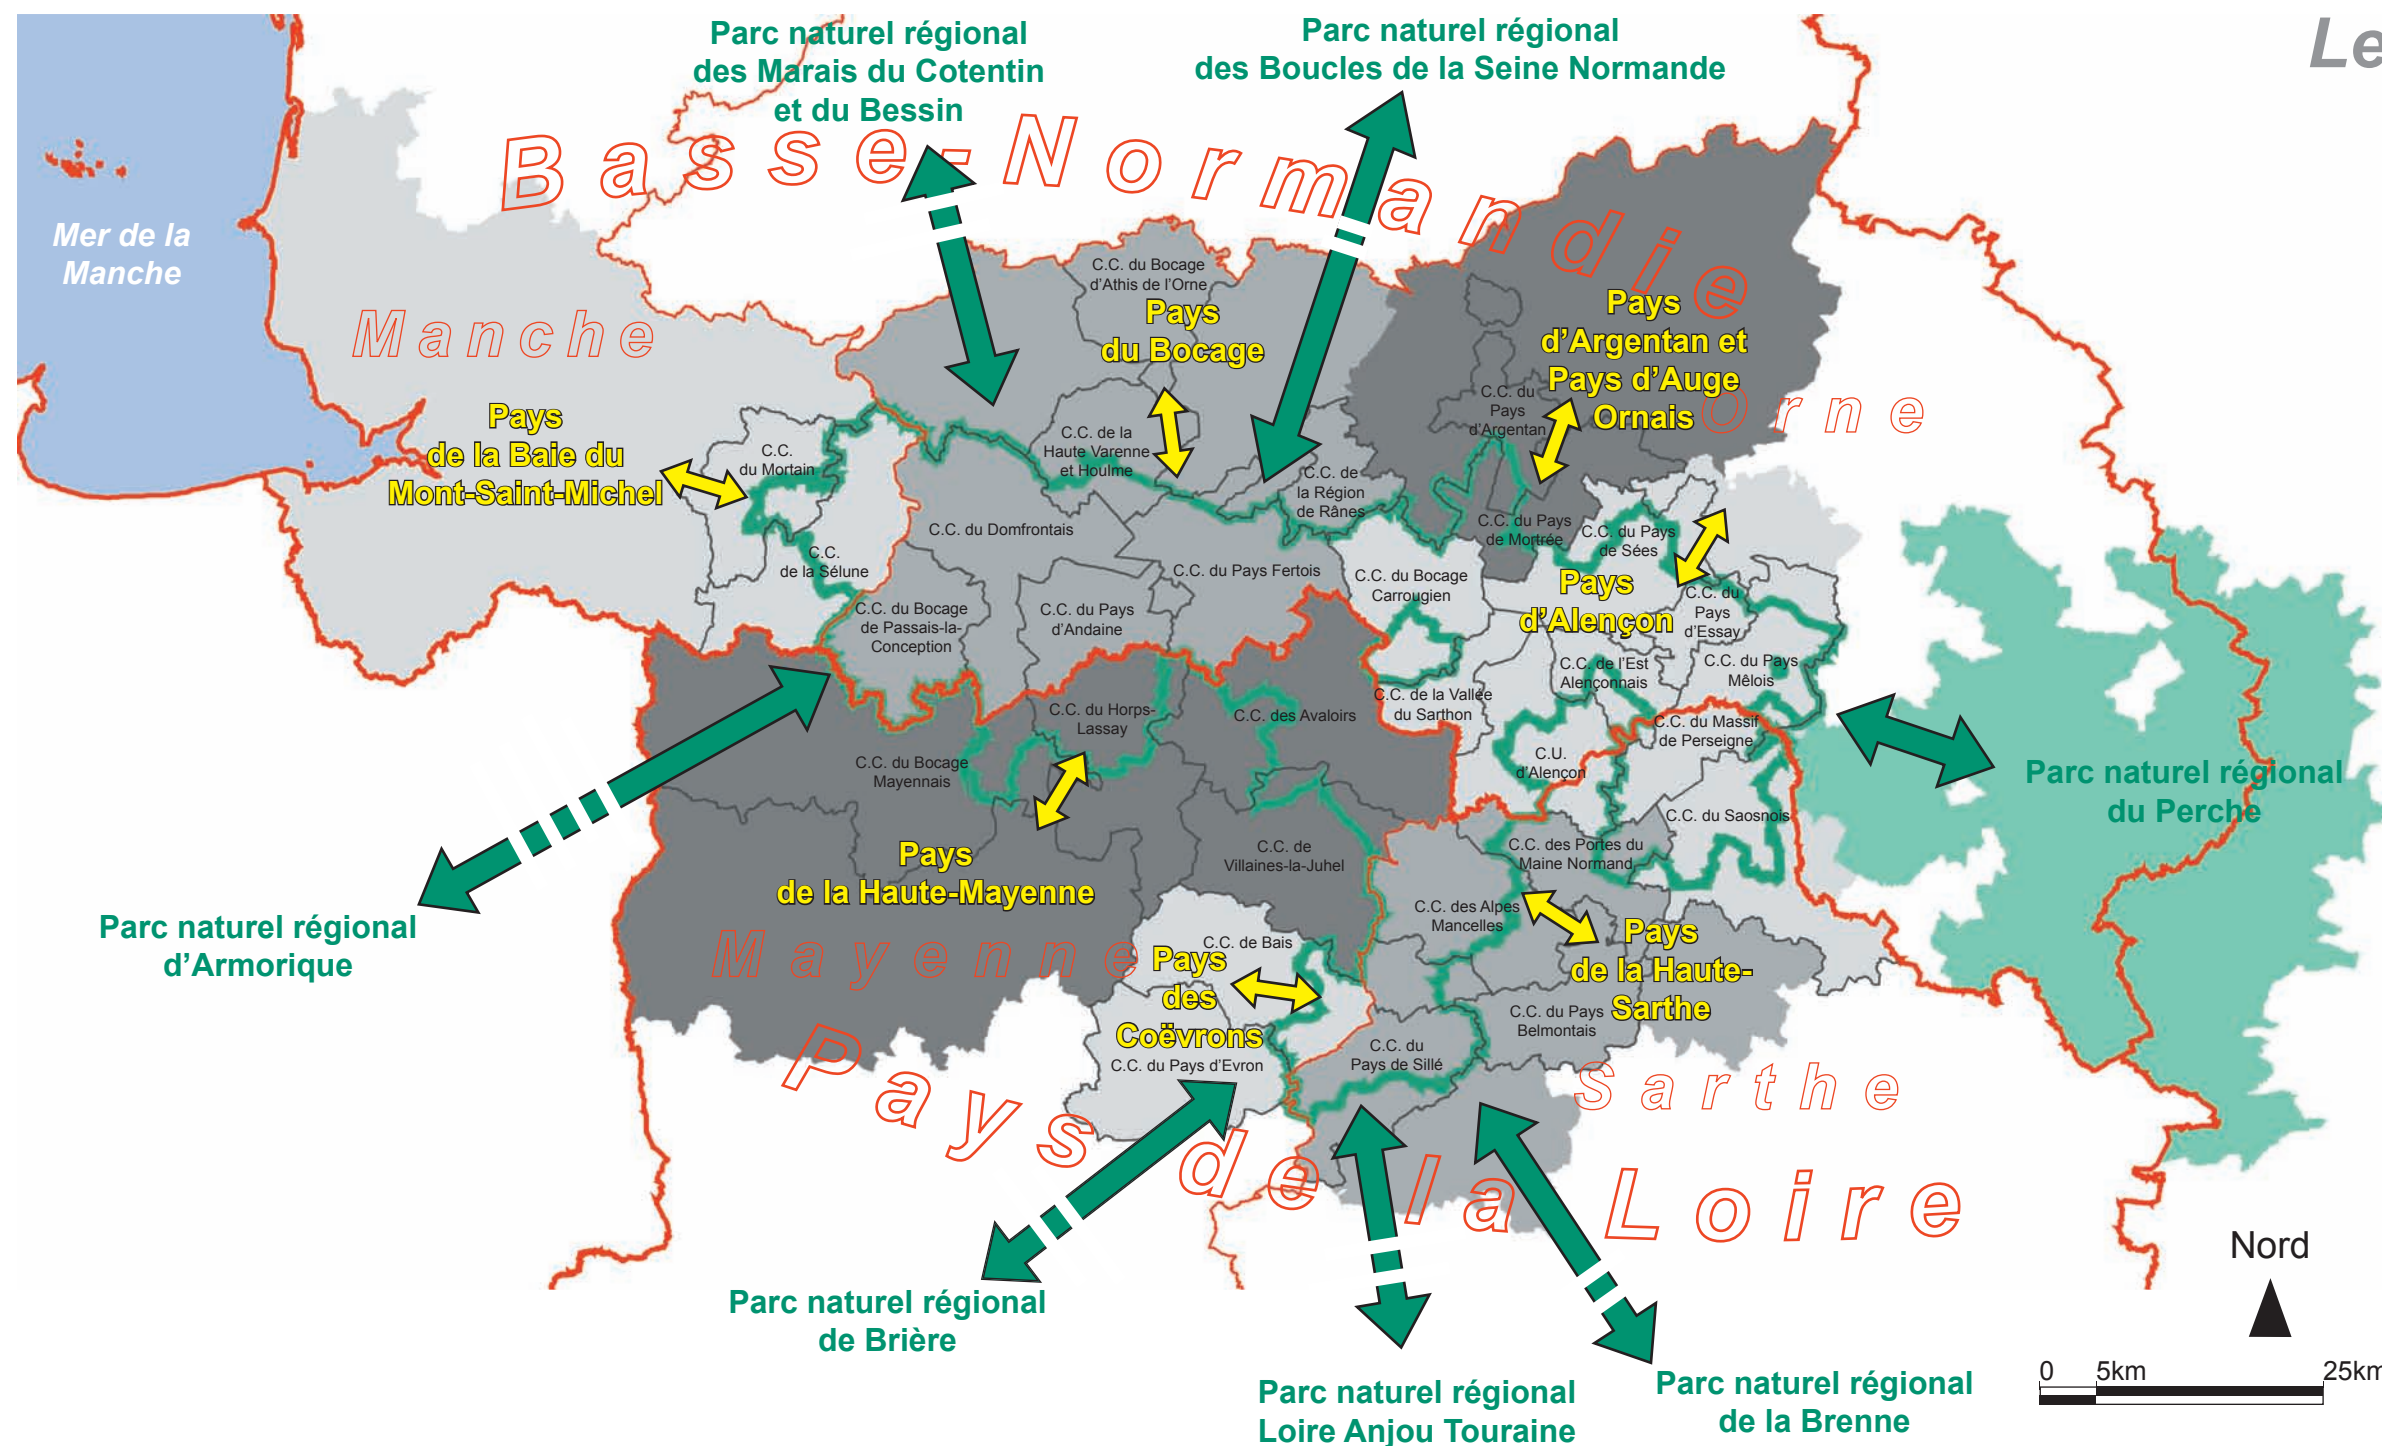 Parc naturel régional
des Marais du Cotentin
et du Bessin
Parc naturel régional
des Boucles de la Seine Normande
Le
Basse-Normandie
Mer de la
Manche
Manche
C.C. du Bocage
d'Athis de l'Orne
Pays
du Bocage
Pays
d'Argentan et
Pays d'Auge
Ornais
Orne
C.C. du
Pays
d'Argentan
Pays
de la Baie du
Mont-Saint-Michel
C.C.
du Mortain
C.C. de la
Haute Varenne
et Houlme
C.C. de
la Région
de Rânes
C.C. du Domfrontais
C.C. du Pays
de Mortrée
C.C. du Pays
de Sées
C.C.
de la Sélune
C.C. du Pays Fertois
C.C. du Bocage
Carrougien
Pays
d'Alençon
C.C. du
Pays
d'Essay
C.C. du Bocage
de Passais-la-
Conception
C.C. du Pays
d'Andaine
C.C. de l'Est
Alençonnais
C.C. du Pays
Mêlois
C.C. de la Vallée
du Sarthon
C.C. du Horps-
Lassay
C.C. des Avaloirs
C.C. du Massif
de Perseigne
C.C. du Bocage
Mayennais
C.U.
d'Alençon
Parc naturel régional
du Perche
C.C. du Saosnois
C.C. de
Villaines-la-Juhel
C.C. des Portes du
Maine Normand
Pays
de la Haute-Mayenne
C.C. des Alpes
Mancelles
Parc naturel régional
d'Armorique
Mayenne
C.C. de Bais
Pays
des
Coëvrons
Pays
de la Haute-
Sarthe
C.C. du Pays
Belmontais
C.C. du Pays d'Evron
C.C. du
Pays de Sillé
Sarthe
Pays de la Loire
Nord
Parc naturel régional
de Brière
Parc naturel régional
Loire Anjou Touraine
Parc naturel régional
de la Brenne
0 5km 25km